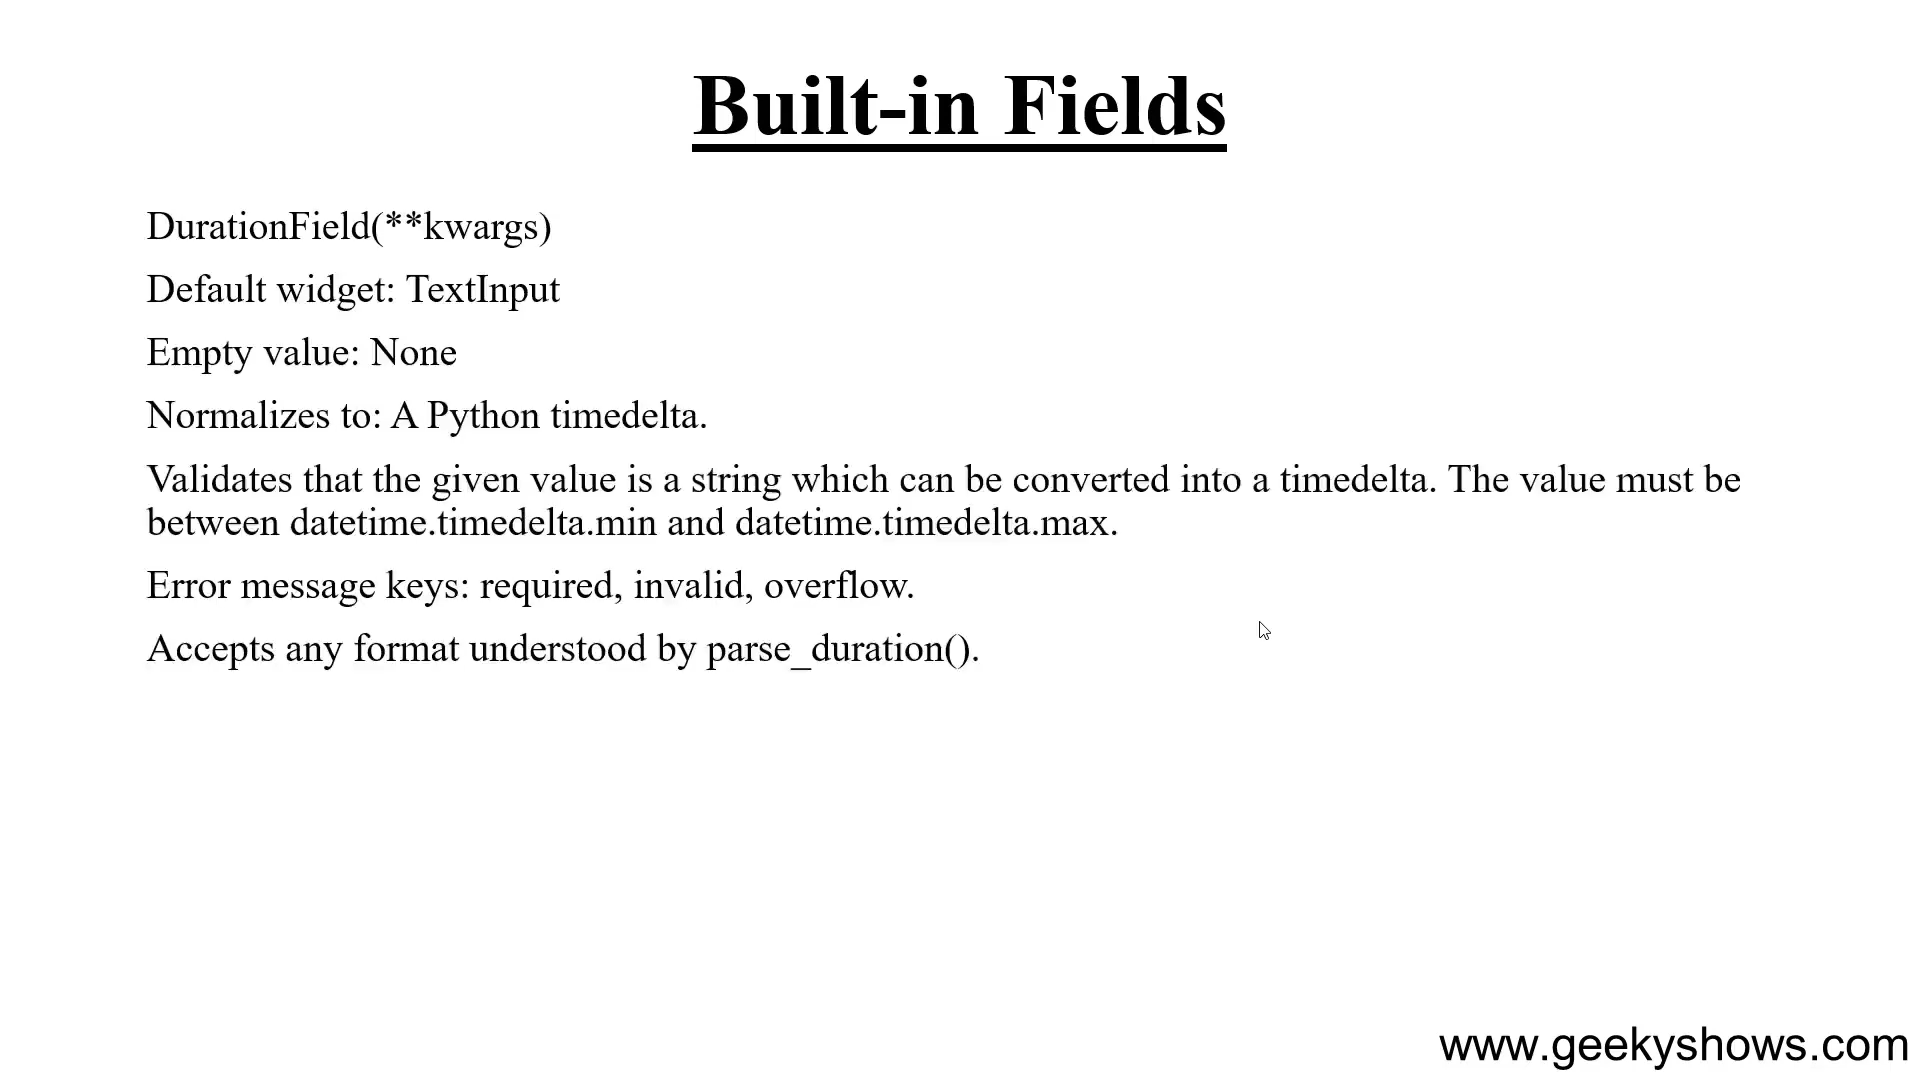 Built-in Fields
DurationField(**kwargs)
Default widget: TextInput
Empty value: None
Normalizes to: A Python timedelta.
Validates that the given value is a string which can be converted into a timedelta. The value must be
between datetime.timedelta.min and datetime.timedelta.max.
Error message keys: required, invalid, overflow.
Accepts any format understood by parse_duration().
www.geekyshows.com